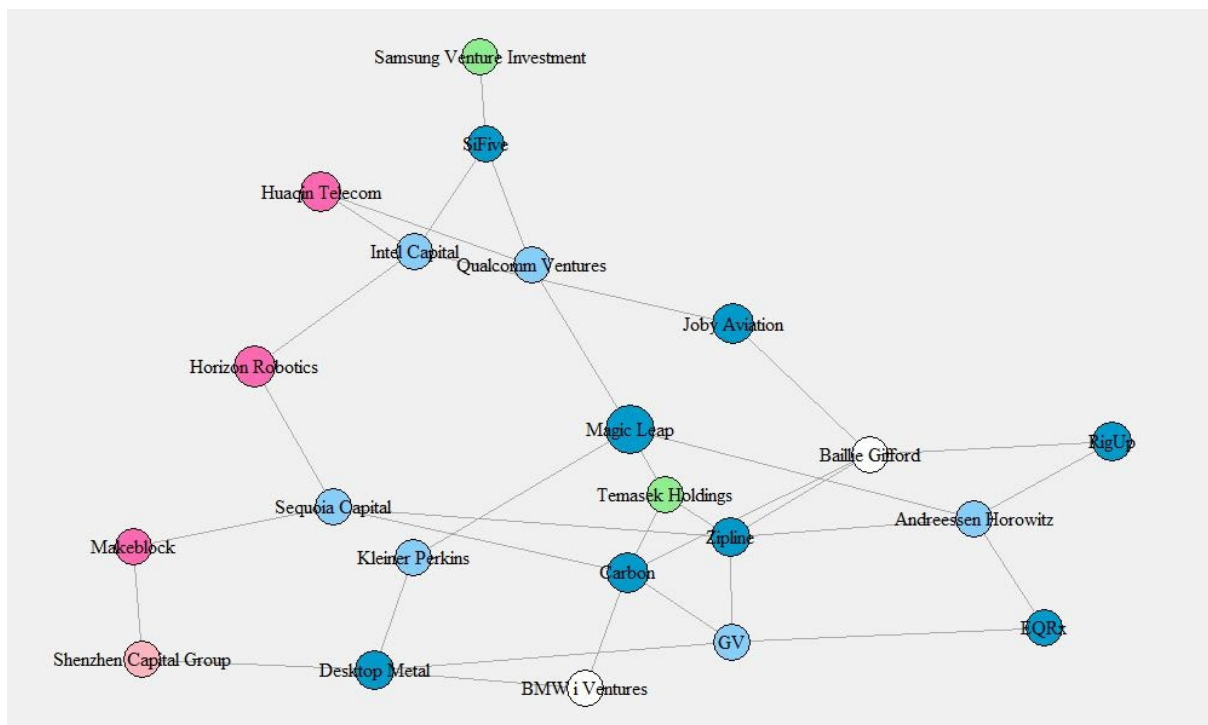 Samsung Venture Investment
SiFive
Huaqin Telecom
Intel Capital
Qualcomm Ventures
Joby Aviation
Horizon Robotics
Magic Leap
RigUp
Baillie Gifford
Temasek Holdings
Sequoia Capital
Andreessen Horowitz
Zipline
Makeblock
Kleiner Perkins
Carbon
EQRx
GV
Shenzhen Capital Group
Desktop Metal
BMW i Ventures